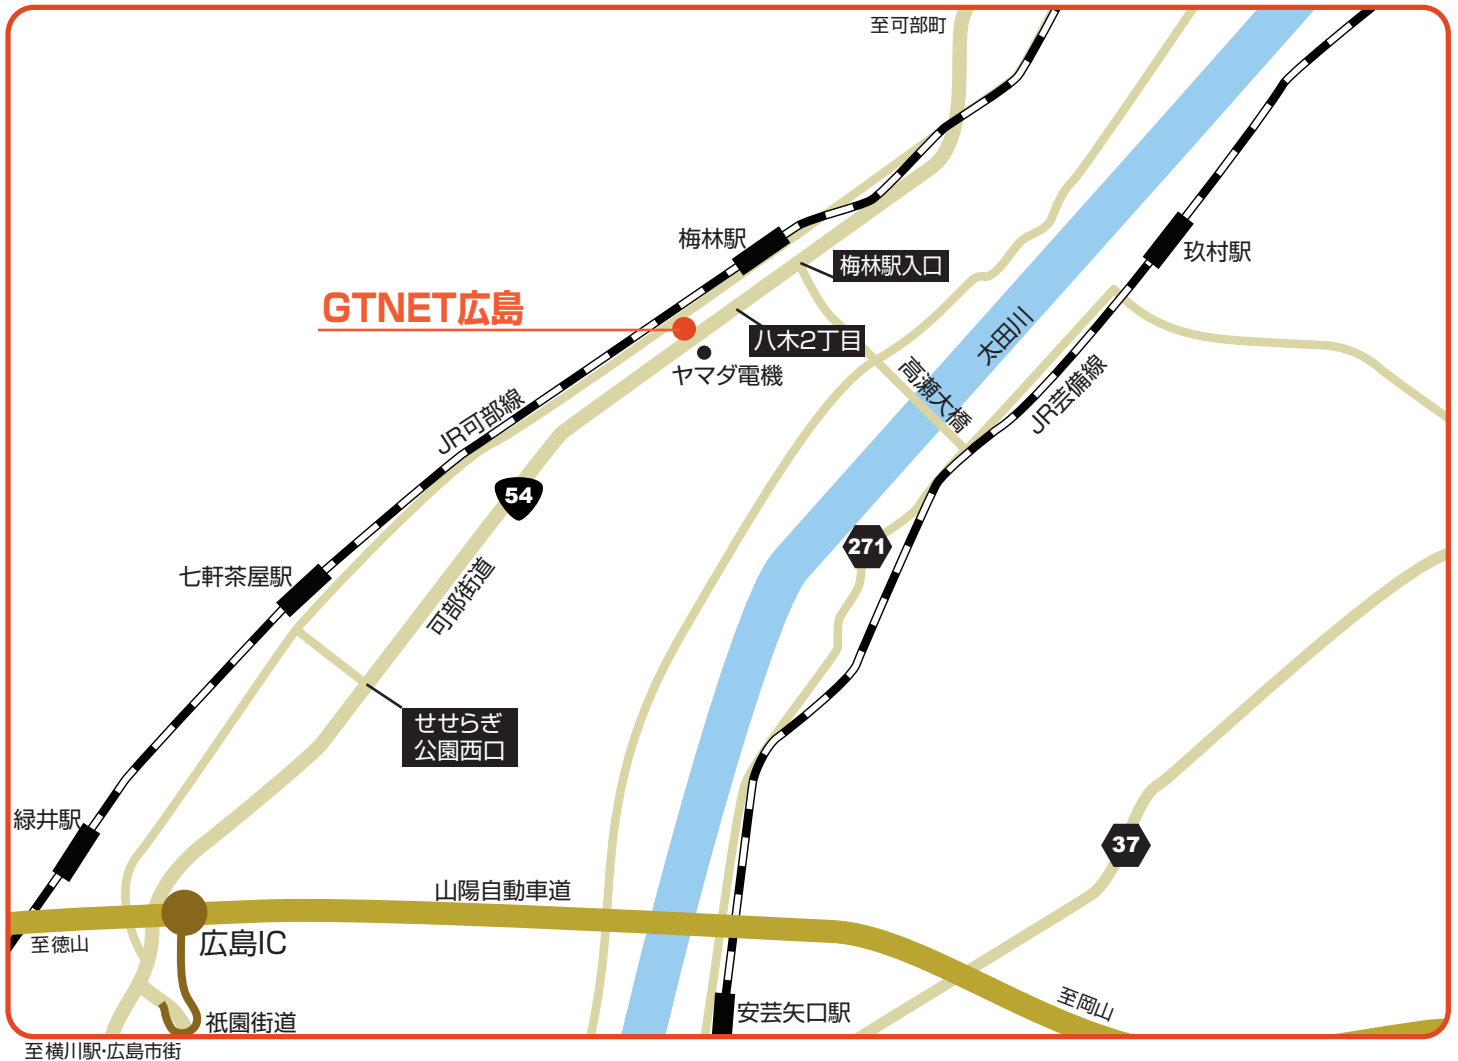 至可部町
梅林駅
梅林駅入口
玖村駅
GTNET広島
八木2丁目
太田川
ヤマダ電機
高瀬大橋
JR芸備線
JR可部線
54
271
七軒茶屋駅
可部街道
せせらぎ
公園西口
緑井駅
37
山陽自動車道
至徳山
広島IC
至岡山
安芸矢口駅
祇園街道
至横川駅・広島市街